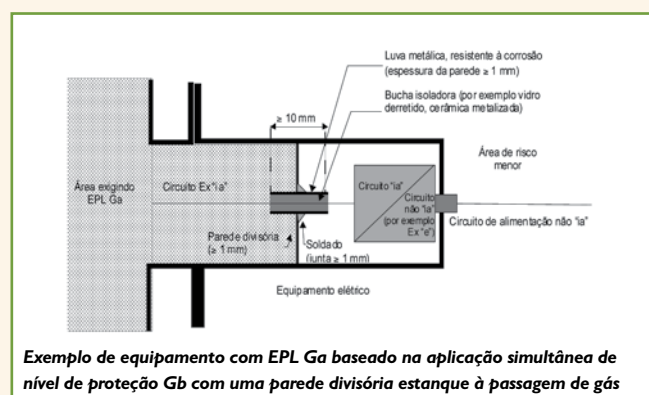 Luva metálica, resistente à corrosão
(espessura da parede ≥ 1 mm)
Bucha isoladora (por exemplo vidro
derretido, cerâmica metalizada)
≥ 10 mm
Área de risco
menor
Área exigindo
EPL Ga
Circuito Ex "ia"
Circuito "ia"
Circuito
não "ia"
(por exemplo
Ex "e")
Circuito de alimentação não "ia"
Parede divisória
(≥ 1 mm)
Soldado
(junta ≥ 1 mm)
Equipamento elétrico
Exemplo de equipamento com EPL Ga baseado na aplicação simultânea de
nível de proteção Gb com uma parede divisória estanque à passagem de gás